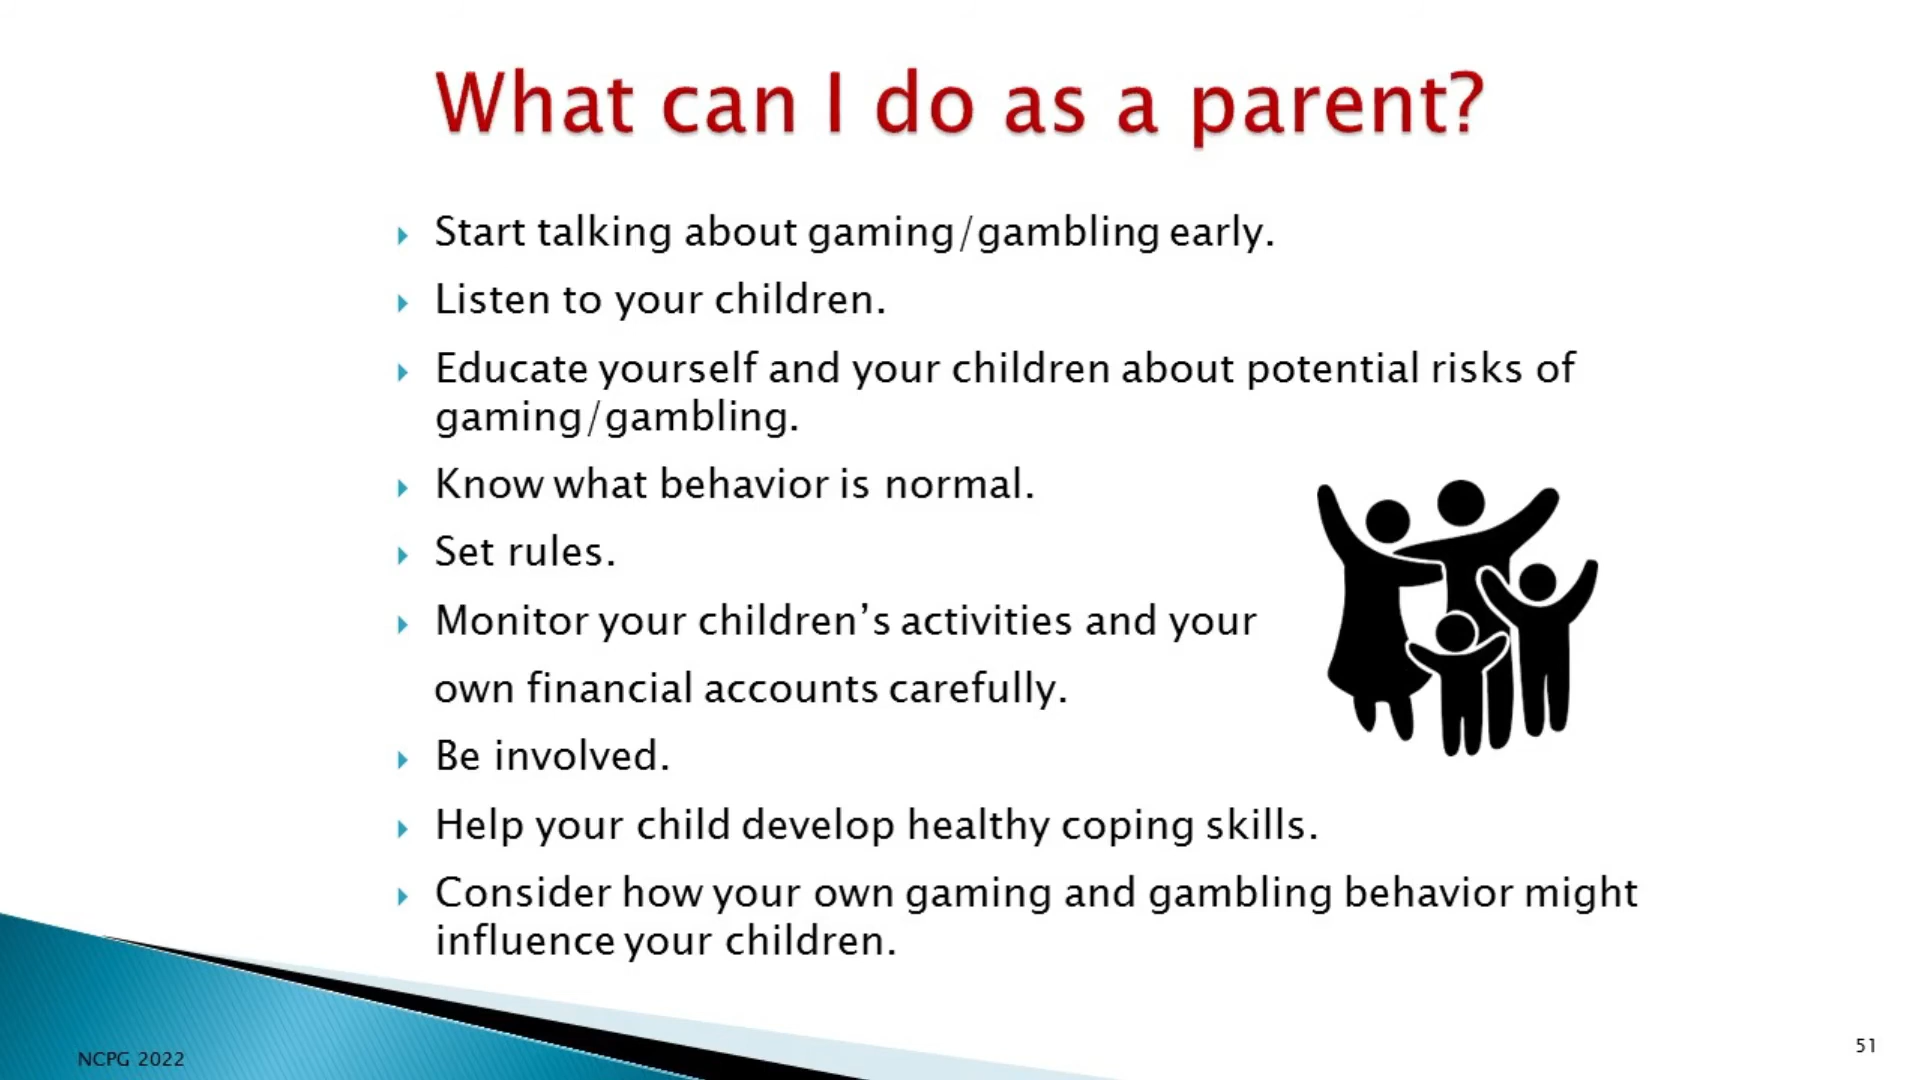 What can I do as a parent?
Start talking about gaming/gambling early.
Listen to your children.
Educate yourself and your children about potential risks of
gaming/gambling.
Know what behavior is normal.
Set rules.
Monitor your children’s activities and your
own financial accounts carefully.
Be involved.
Help your child develop healthy coping skills.
Consider how your own gaming and gambling behavior might
influence your children.
NCPG 2022
51